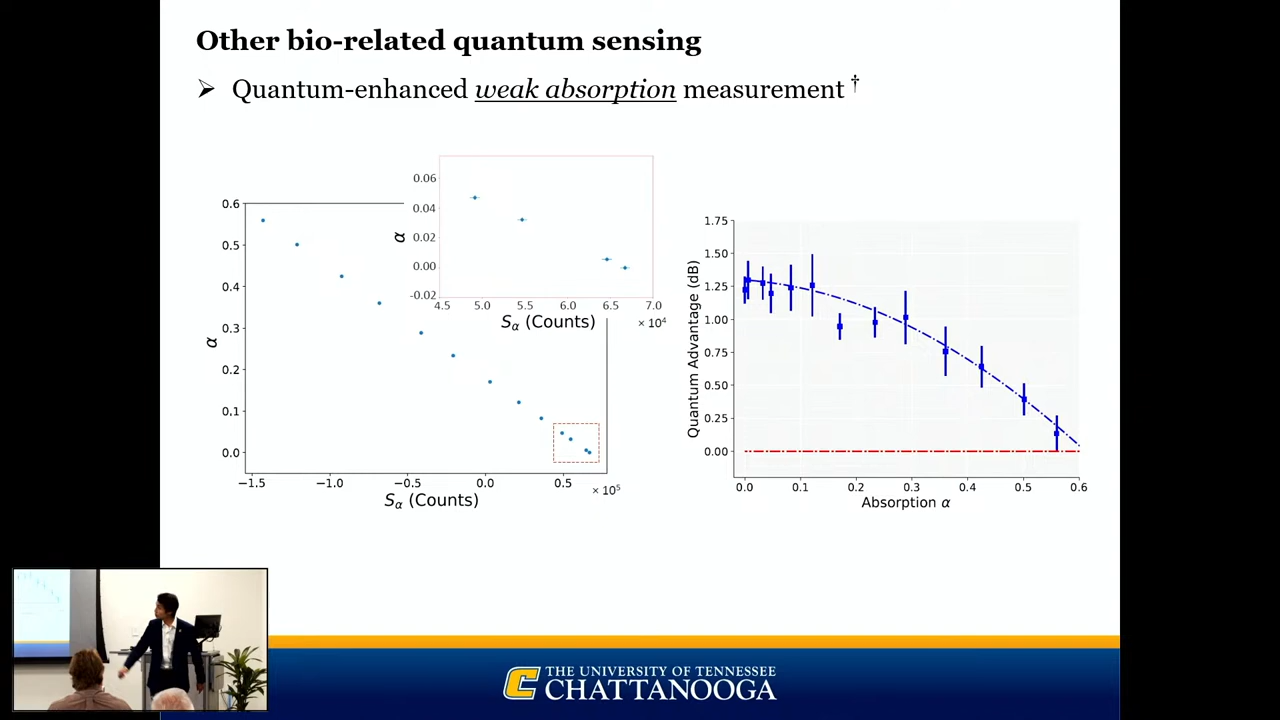 Other bio-related quantum sensing
➢ Quantum-enhanced weak absorption measurement †
0.6
0.5
0.4
0.3
0.2
0.1
0.0
α
−1.5 −1.0 −0.5 0.0 0.5
× 10⁵
Sα (Counts)
0.06
0.04
0.02
0.00
-0.02
α
4.5 5.0 5.5 6.0 6.5 7.0
Sα (Counts)
× 10⁴
1.75
1.50
1.25
1.00
0.75
0.50
0.25
0.00
Quantum Advantage (dB)
0.0 0.1 0.2 0.3 0.4 0.5 0.6
Absorption α
THE UNIVERSITY OF TENNESSEE
CHATTANOOGA